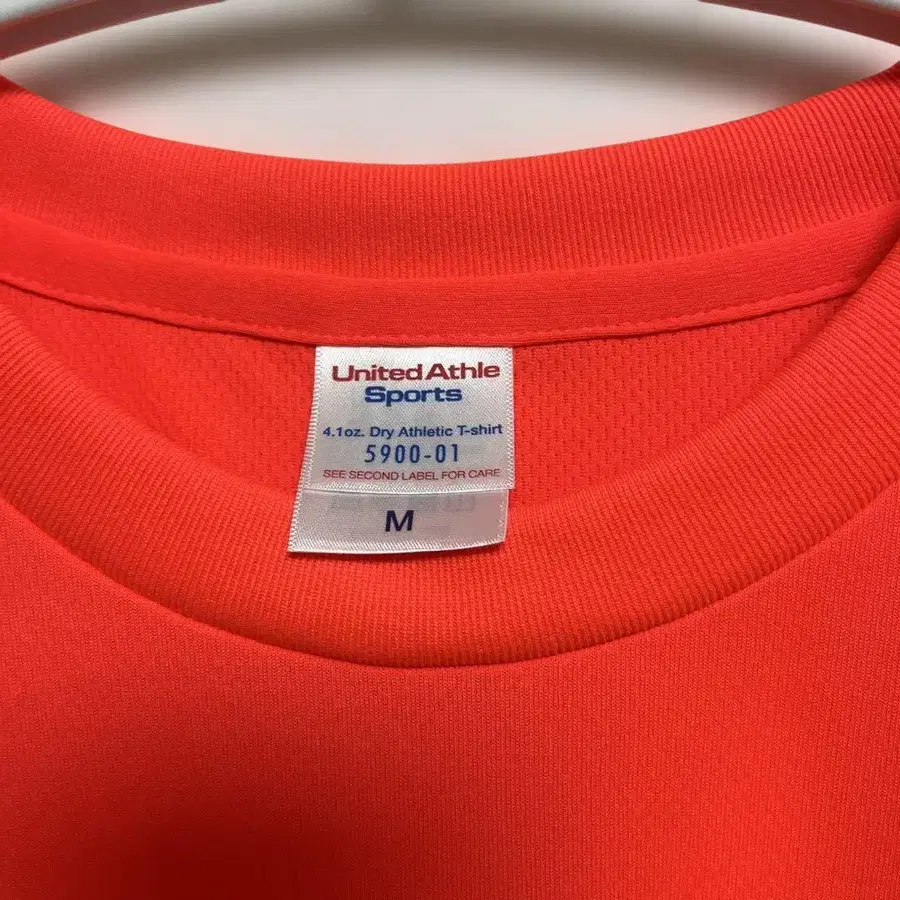 United Athle
Sports
4.1oz. Dry Athletic T-shirt
5900-01
SEE SECOND LABEL FOR CARE
M